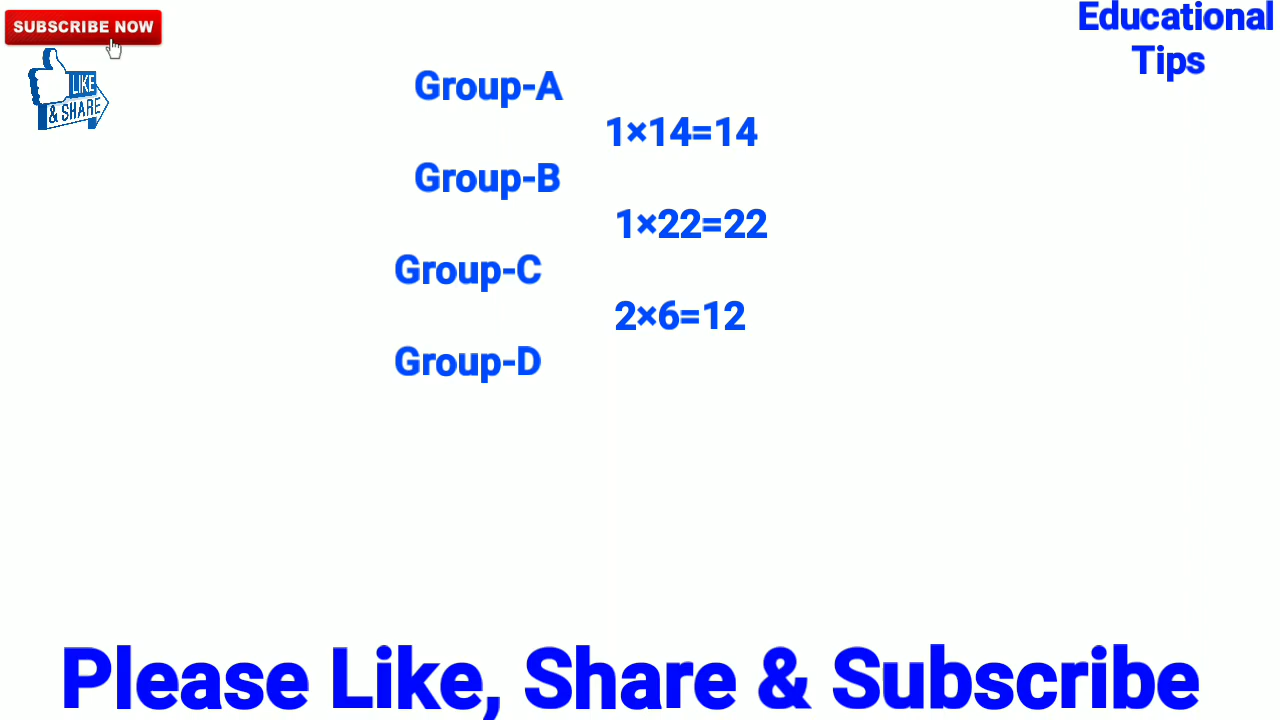 SUBSCRIBE NOW
LIKE
& SHARE
Educational
Tips
Group-A
1×14=14
Group-B
1×22=22
Group-C
2×6=12
Group-D
Please Like, Share & Subscribe